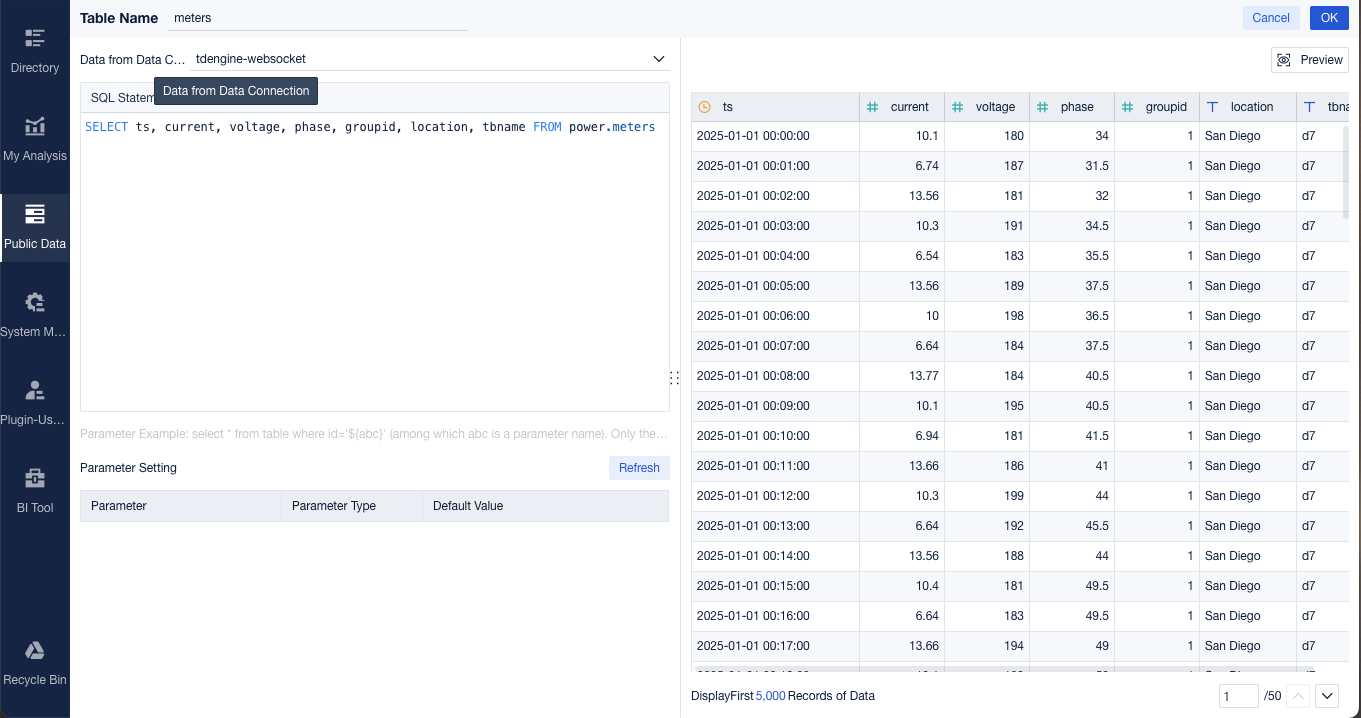 Directory
My Analysis
Public Data
System M...
Plugin-Us...
BI Tool
Recycle Bin
Table Name meters
Cancel OK
Data from Data C... tdengine-websocket
Data from Data Connection
SQL Statem
SELECT ts, current, voltage, phase, groupid, location, tbname FROM power.meters
Parameter Example: select * from table where id='${abc}' (among which abc is a parameter name). Only the...
Parameter Setting Refresh
Parameter Parameter Type Default Value
Preview
ts current voltage phase groupid location tbna
2025-01-01 00:00:00 10.1 180 34 1 San Diego d7
2025-01-01 00:01:00 6.74 187 31.5 1 San Diego d7
2025-01-01 00:02:00 13.56 181 32 1 San Diego d7
2025-01-01 00:03:00 10.3 191 34.5 1 San Diego d7
2025-01-01 00:04:00 6.54 183 35.5 1 San Diego d7
2025-01-01 00:05:00 13.56 189 37.5 1 San Diego d7
2025-01-01 00:06:00 10 198 36.5 1 San Diego d7
2025-01-01 00:07:00 6.64 184 37.5 1 San Diego d7
2025-01-01 00:08:00 13.77 184 40.5 1 San Diego d7
2025-01-01 00:09:00 10.1 195 40.5 1 San Diego d7
2025-01-01 00:10:00 6.94 181 41.5 1 San Diego d7
2025-01-01 00:11:00 13.66 186 41 1 San Diego d7
2025-01-01 00:12:00 10.3 199 44 1 San Diego d7
2025-01-01 00:13:00 6.64 192 45.5 1 San Diego d7
2025-01-01 00:14:00 13.56 188 44 1 San Diego d7
2025-01-01 00:15:00 10.4 181 49.5 1 San Diego d7
2025-01-01 00:16:00 6.64 183 49.5 1 San Diego d7
2025-01-01 00:17:00 13.66 194 49 1 San Diego d7
DisplayFirst 5,000 Records of Data
1 /50